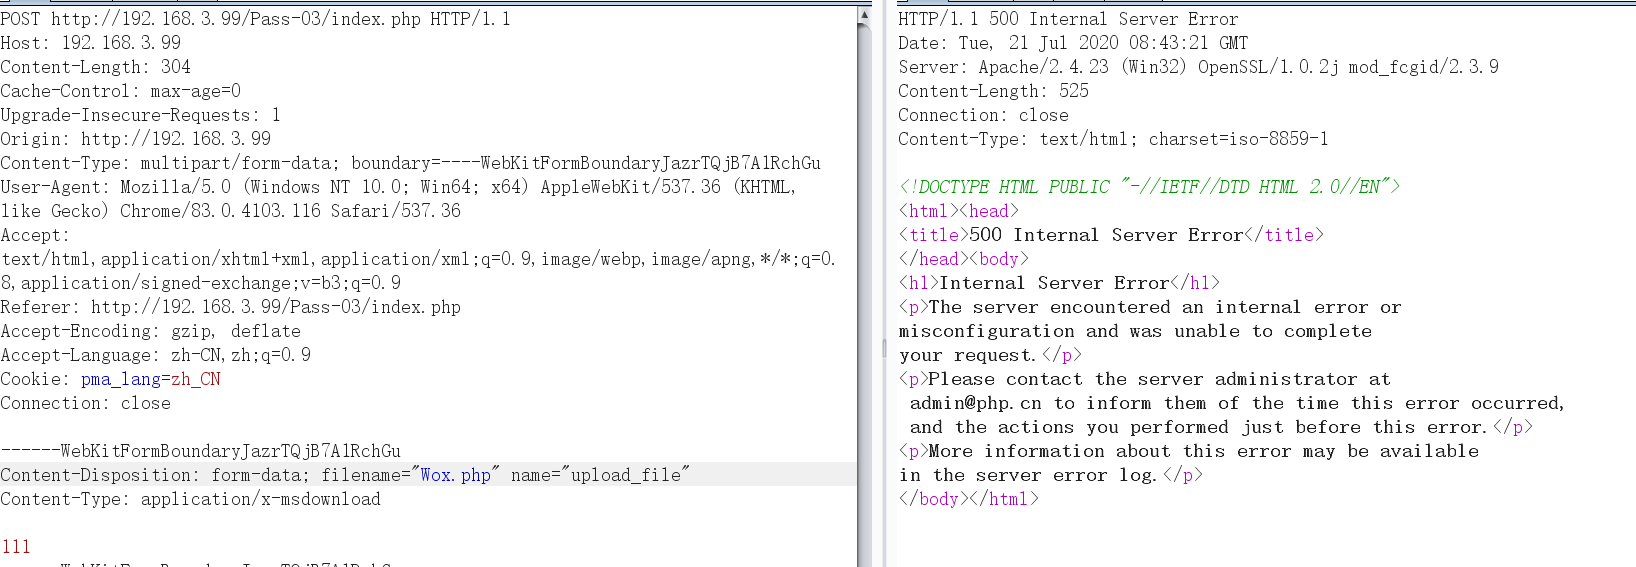 POST http://192.168.3.99/Pass-03/index.php HTTP/1.1
Host: 192.168.3.99
Content-Length: 304
Cache-Control: max-age=0
Upgrade-Insecure-Requests: 1
Origin: http://192.168.3.99
Content-Type: multipart/form-data; boundary=----WebKitFormBoundaryJazrTQjB7AlRchGu
User-Agent: Mozilla/5.0 (Windows NT 10.0; Win64; x64) AppleWebKit/537.36 (KHTML,
like Gecko) Chrome/83.0.4103.116 Safari/537.36
Accept:
text/html,application/xhtml+xml,application/xml;q=0.9,image/webp,image/apng,*/*;q=0.
8,application/signed-exchange;v=b3;q=0.9
Referer: http://192.168.3.99/Pass-03/index.php
Accept-Encoding: gzip, deflate
Accept-Language: zh-CN,zh;q=0.9
Cookie: pma_lang=zh_CN
Connection: close
------WebKitFormBoundaryJazrTQjB7AlRchGu
Content-Disposition: form-data; filename="Wox.php" name="upload_file"
Content-Type: application/x-msdownload
111
HTTP/1.1 500 Internal Server Error
Date: Tue, 21 Jul 2020 08:43:21 GMT
Server: Apache/2.4.23 (Win32) OpenSSL/1.0.2j mod_fcgid/2.3.9
Content-Length: 525
Connection: close
Content-Type: text/html; charset=iso-8859-1
<!DOCTYPE HTML PUBLIC "-//IETF//DTD HTML 2.0//EN">
<html><head>
<title>500 Internal Server Error</title>
</head><body>
<h1>Internal Server Error</h1>
<p>The server encountered an internal error or
misconfiguration and was unable to complete
your request.</p>
<p>Please contact the server administrator at
admin@php.cn to inform them of the time this error occurred,
and the actions you performed just before this error.</p>
<p>More information about this error may be available
in the server error log.</p>
</body></html>